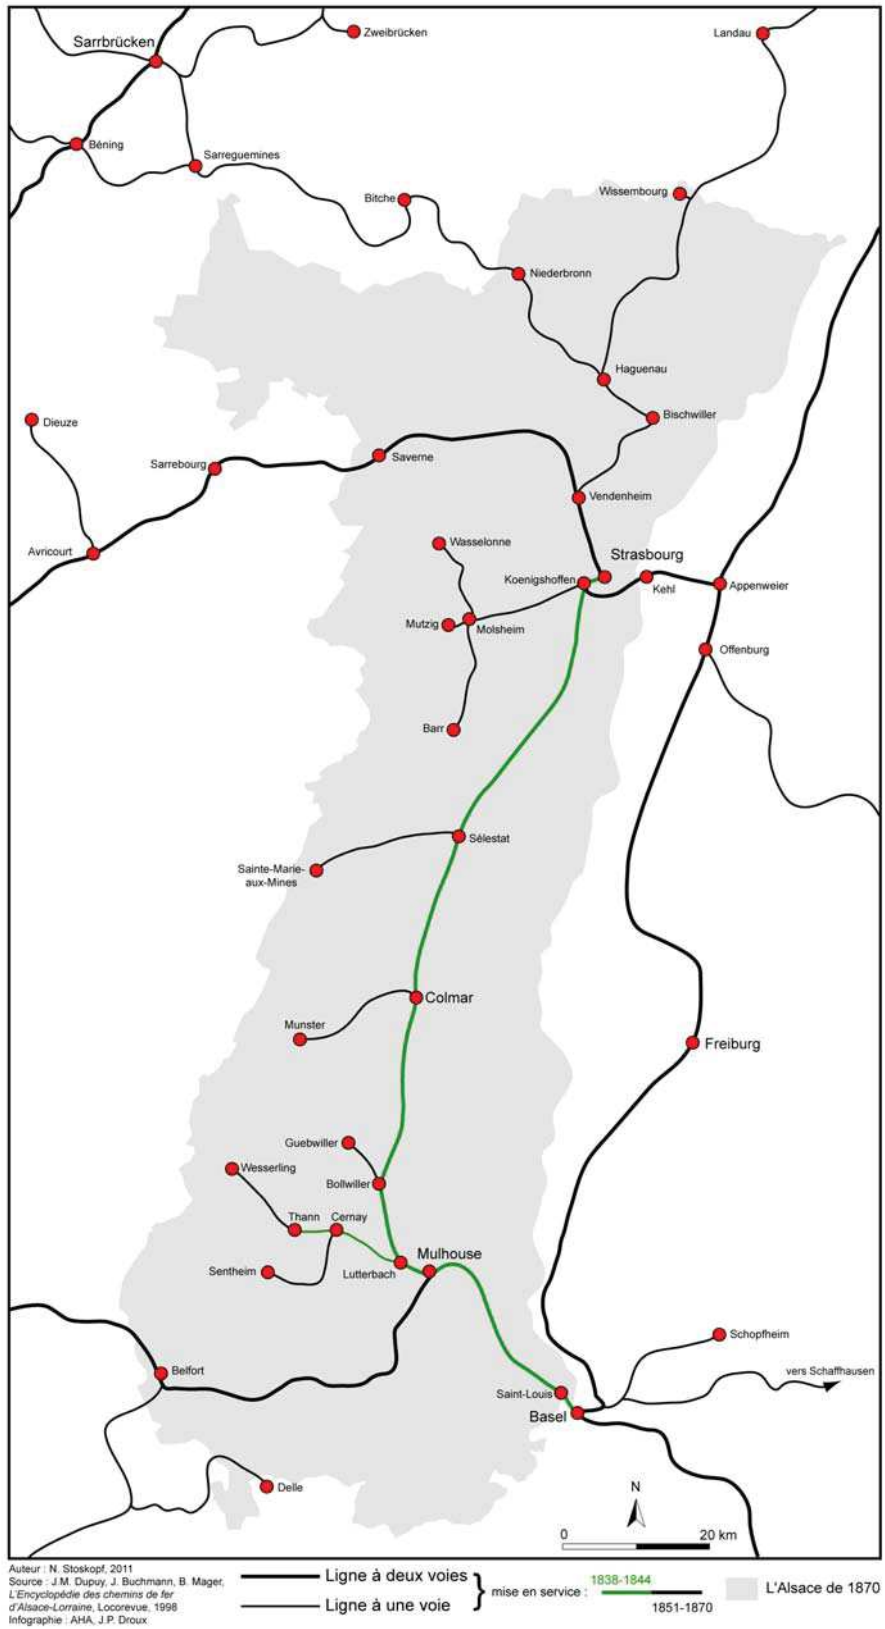 Sarrbrücken
Zweibrücken
Landau
Béning
Sarreguemines
Bitche
Wissembourg
Niederbronn
Haguenau
Bischwiller
Dieuze
Sarrebourg
Saverne
Vendenheim
Avricourt
Wasselonne
Strasbourg
Koenigshoffen
Kehl
Appenweier
Mutzig
Molsheim
Offenburg
Barr
Sélestat
Sainte-Marie-
aux-Mines
Colmar
Munster
Freiburg
Guebwiller
Wesserling
Bollwiller
Thann
Cernay
Mulhouse
Sentheim
Lutterbach
Schopfheim
Belfort
vers Schaffhausen
Saint-Louis
Basel
Delle
N
0
20 km
Auteur : N. Stoskopf, 2011
Source : J.M. Dupuy, J. Buchmann, B. Mager,
L'Encyclopédie des chemins de fer
d'Alsace-Lorraine, Locorevue, 1998
Infographie : AHA, J.P. Droux
Ligne à deux voies
Ligne à une voie
mise en service :
1838-1844
1851-1870
L'Alsace de 1870